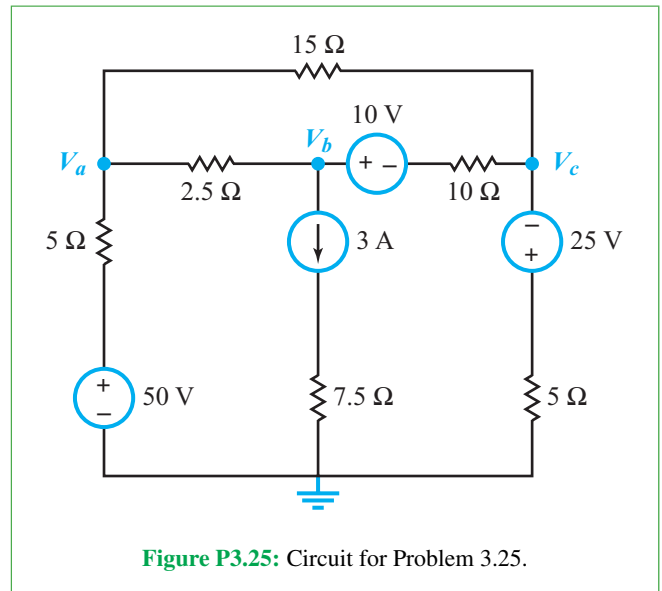 15 Ω
10 V
V_b
V_a
+ −
V_c
2.5 Ω
10 Ω
5 Ω
3 A
−
+
25 V
+
−
50 V
7.5 Ω
5 Ω
Figure P3.25: Circuit for Problem 3.25.